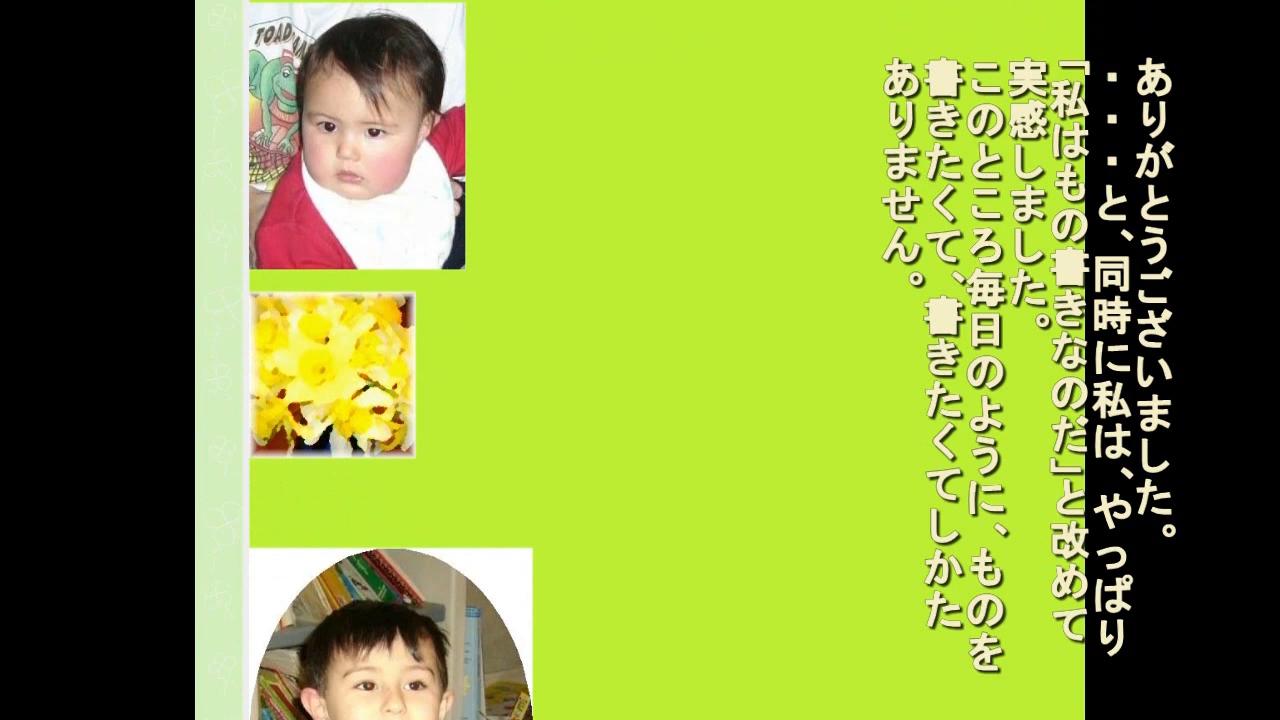 ありがとうございました。
・・・と、同時に私は、やっぱり
「私はもの書きなのだ」と改めて
実感しました。
このところ毎日のように、ものを
書きたくて、書きたくてしかた
ありません。
TOAD